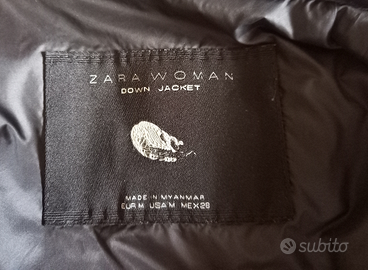 ZARA WOMAN
DOWN JACKET
MADE IN MYANMAR
EUR M USA M MEX 28
subito